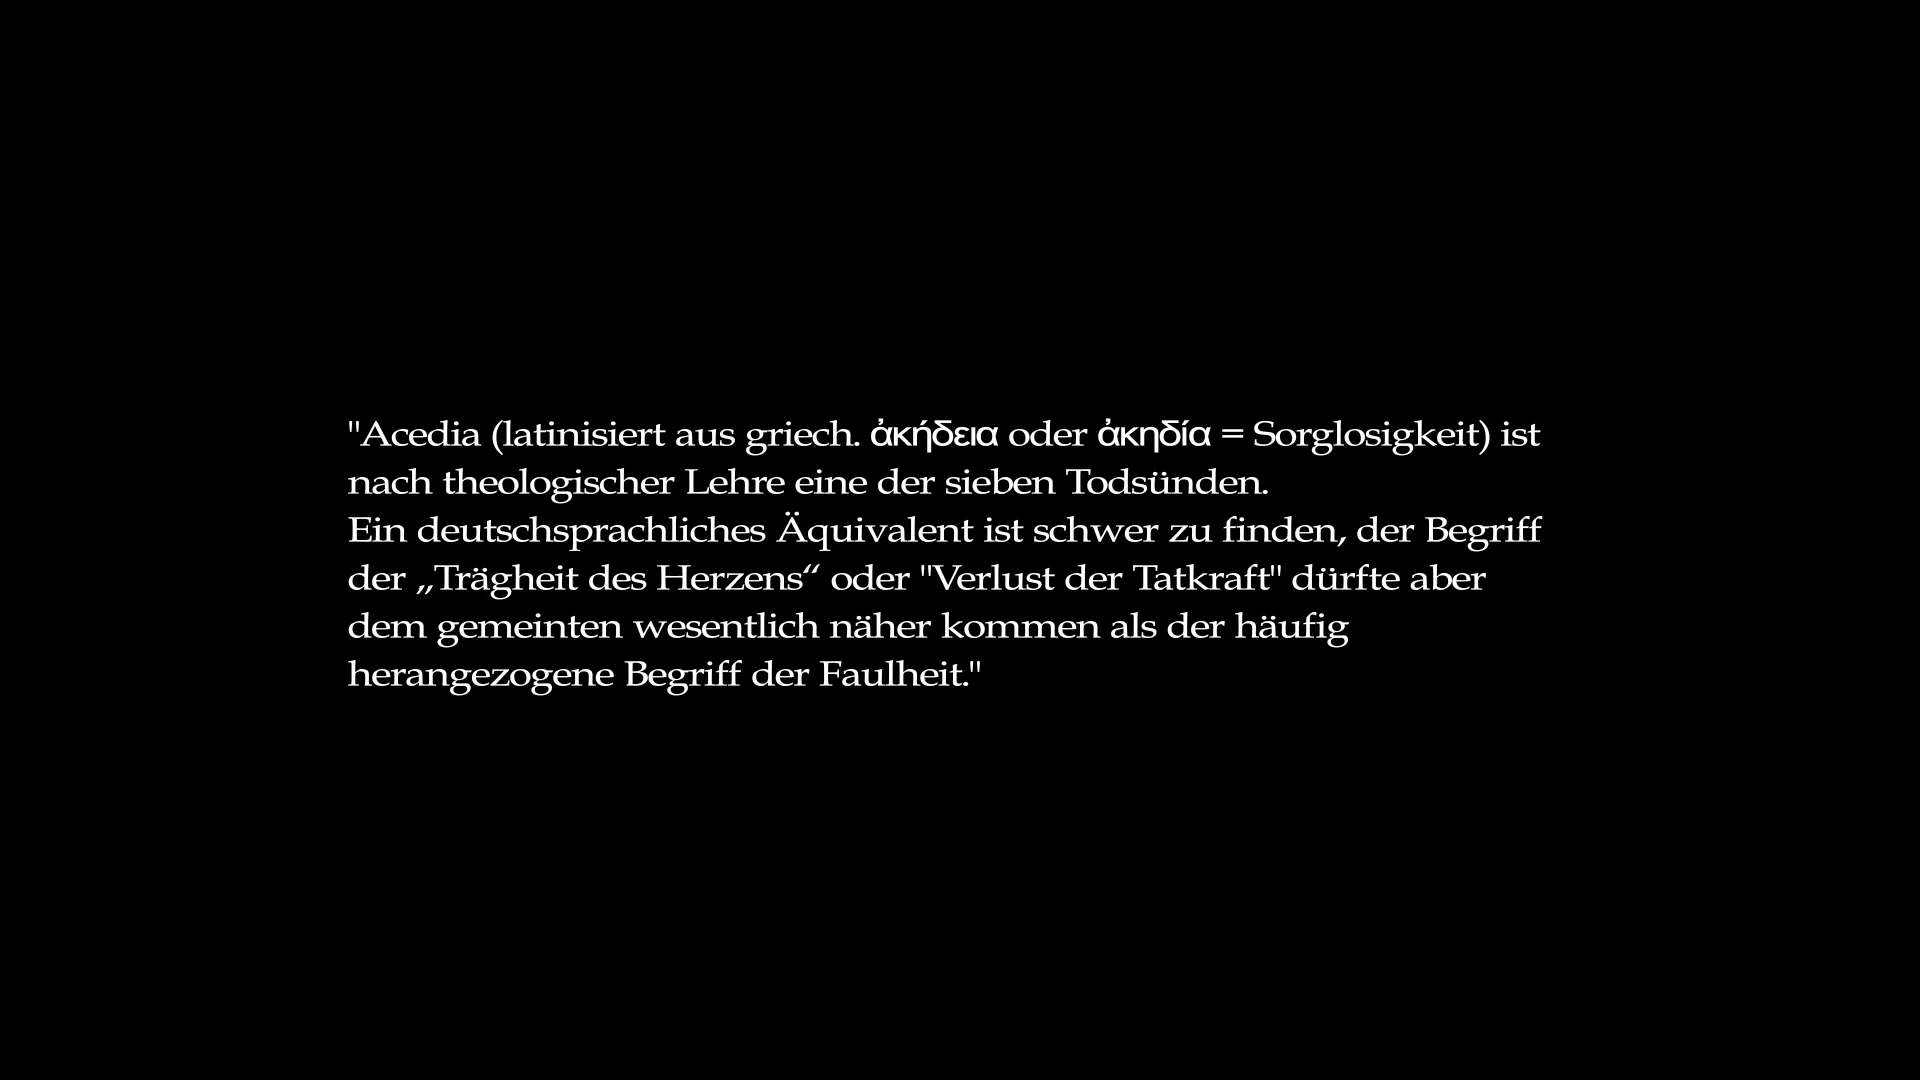 "Acedia (latinisiert aus griech. ἀκήδεια oder ἀκηδία = Sorglosigkeit) ist
nach theologischer Lehre eine der sieben Todsünden.
Ein deutschsprachliches Äquivalent ist schwer zu finden, der Begriff
der „Trägheit des Herzens“ oder "Verlust der Tatkraft" dürfte aber
dem gemeinten wesentlich näher kommen als der häufig
herangezogene Begriff der Faulheit."